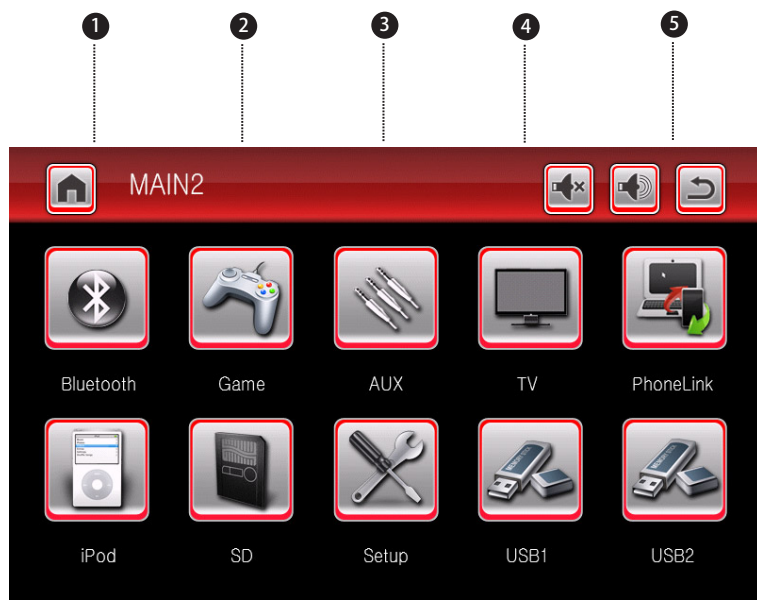 1 2 3 4 5
MAIN2
Bluetooth Game AUX TV PhoneLink
iPod SD Setup USB1 USB2